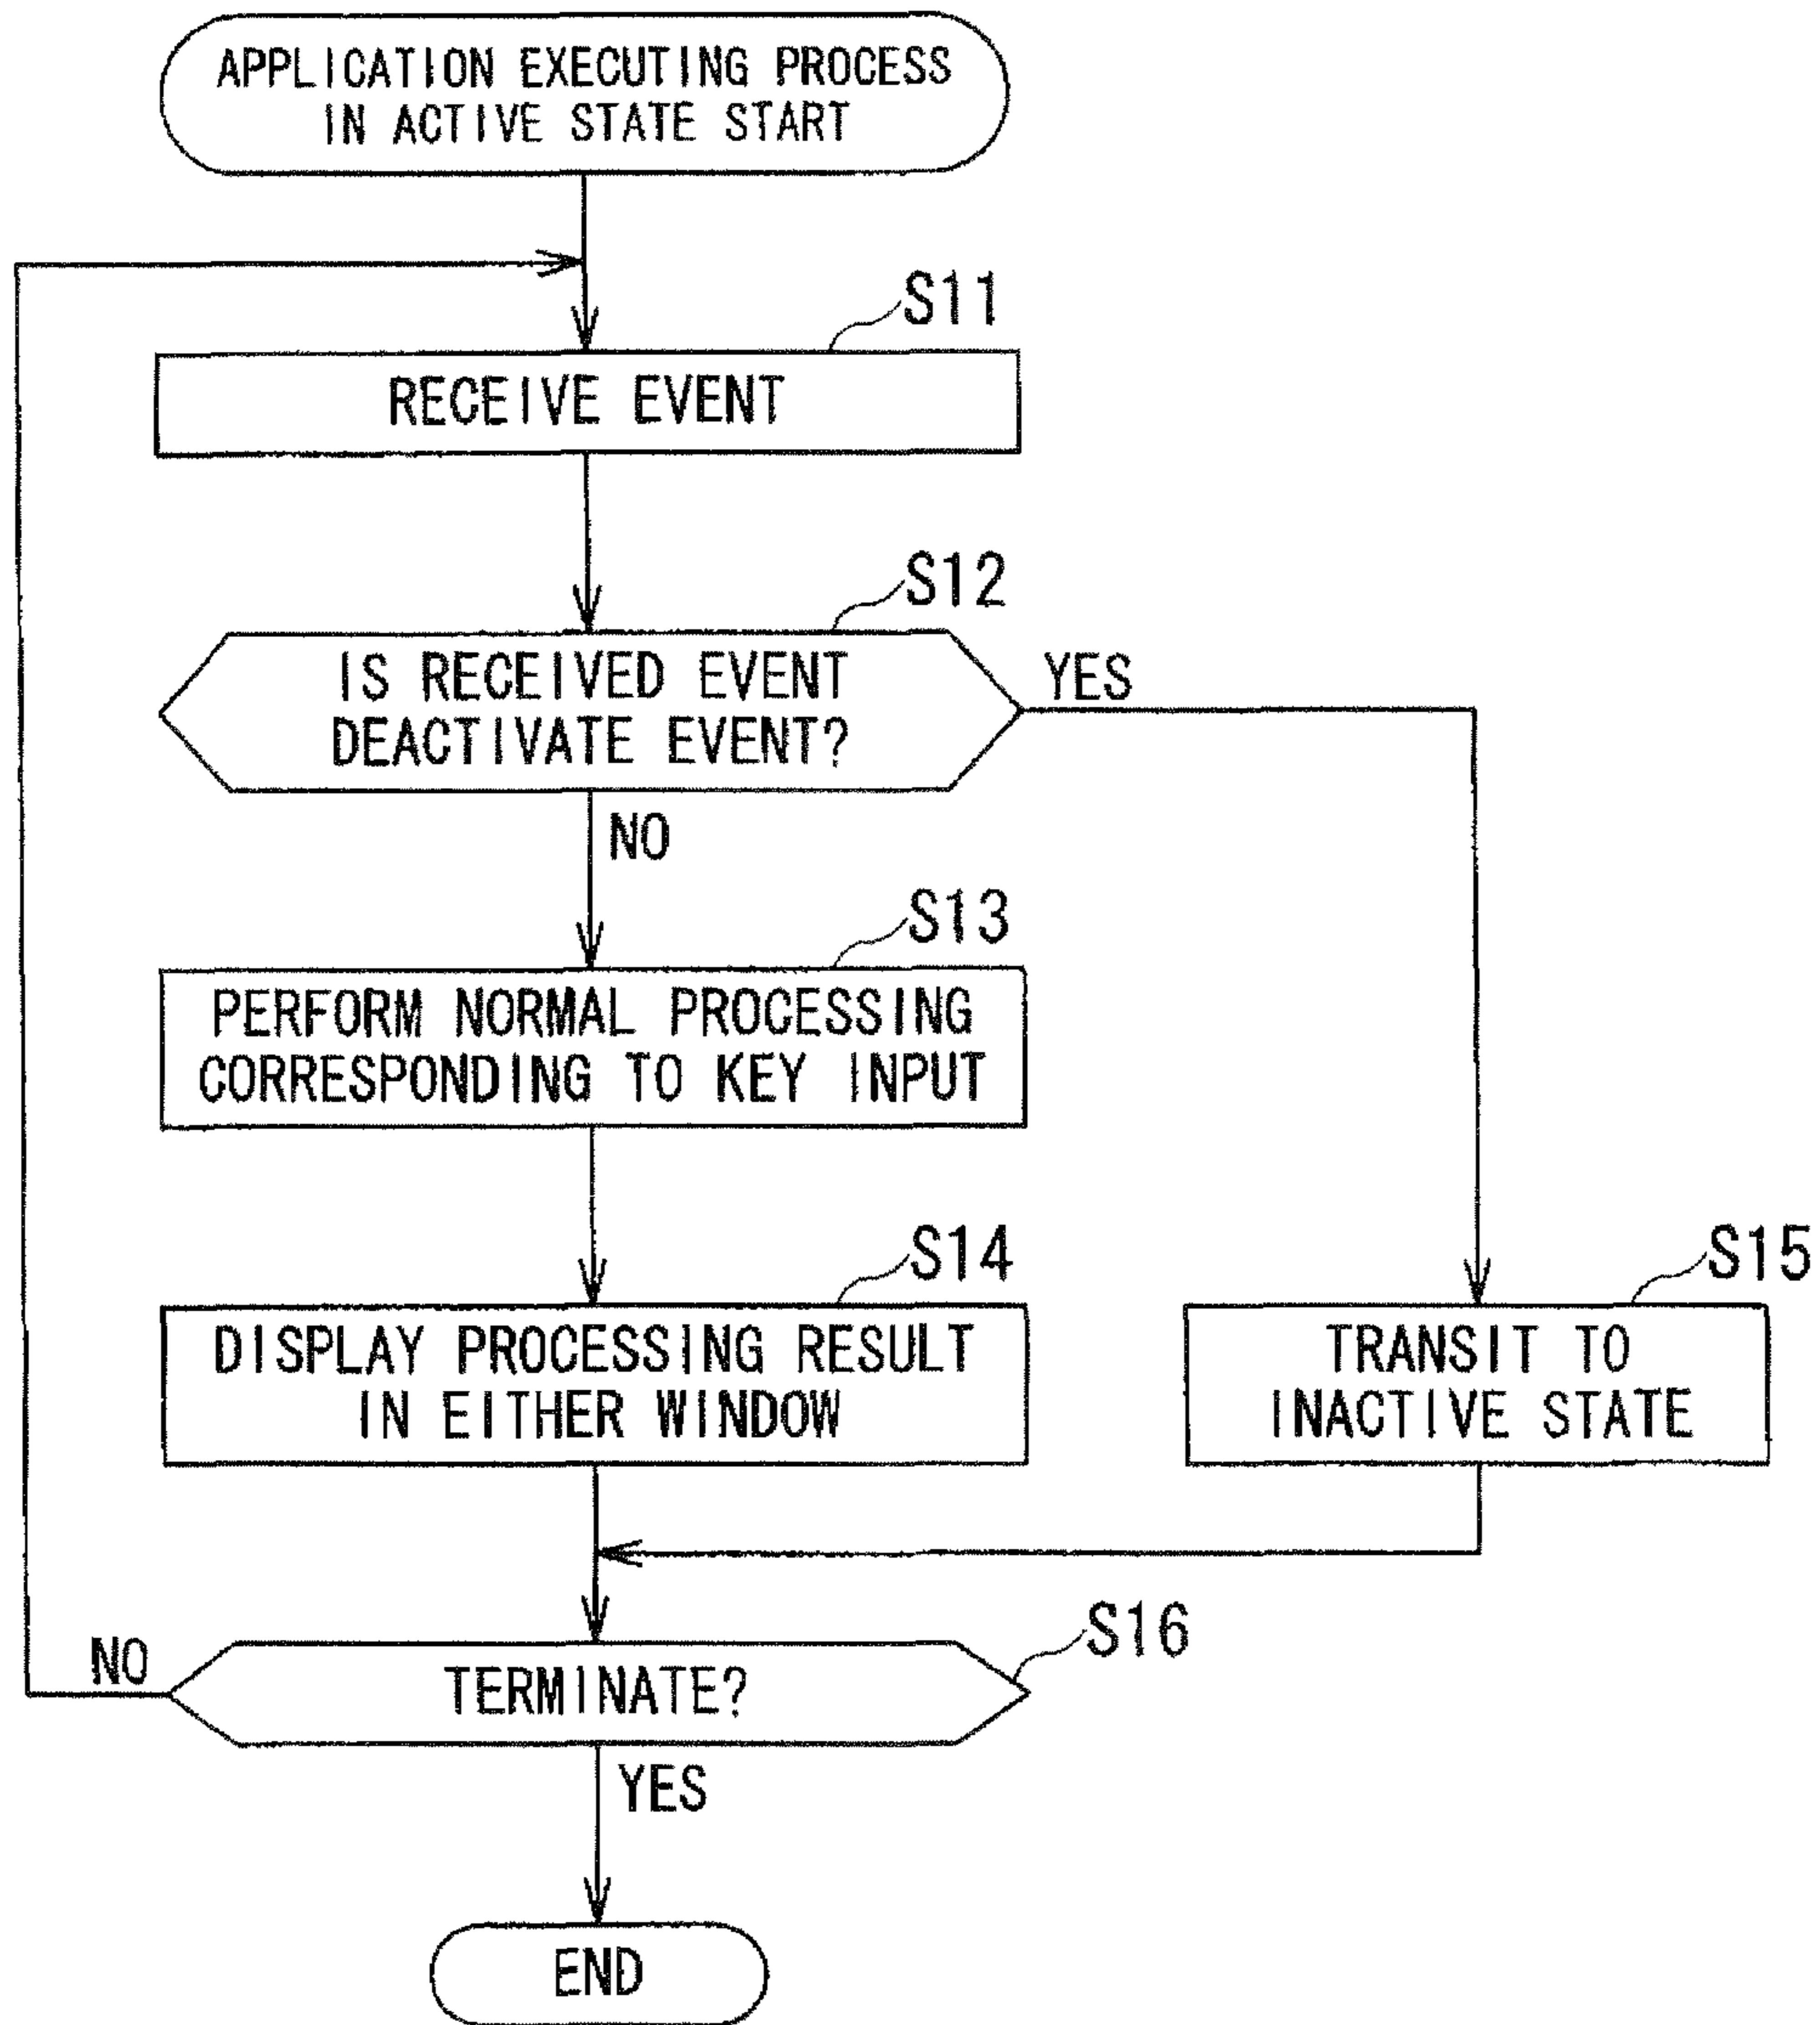 APPLICATION EXECUTING PROCESS
IN ACTIVE STATE START
S11
RECEIVE EVENT
S12
IS RECEIVED EVENT
DEACTIVATE EVENT?
YES
NO
S13
PERFORM NORMAL PROCESSING
CORRESPONDING TO KEY INPUT
S14
DISPLAY PROCESSING RESULT
IN EITHER WINDOW
S15
TRANSIT TO
INACTIVE STATE
S16
NO
TERMINATE?
YES
END